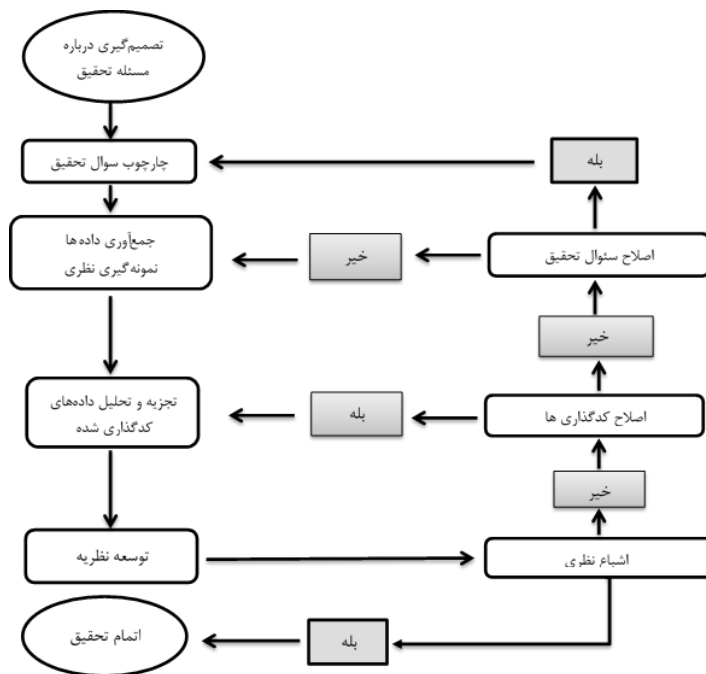 تصمیم‌گیری درباره
مسئله تحقیق
چارچوب سوال تحقیق
بله
جمع‌آوری داده‌ها
نمونه‌گیری نظری
خیر
اصلاح سئوال تحقیق
خیر
تجزیه و تحلیل داده‌های
کدگذاری شده
بله
اصلاح کدگذاری ها
خیر
توسعه نظریه
اشباع نظری
اتمام تحقیق
بله